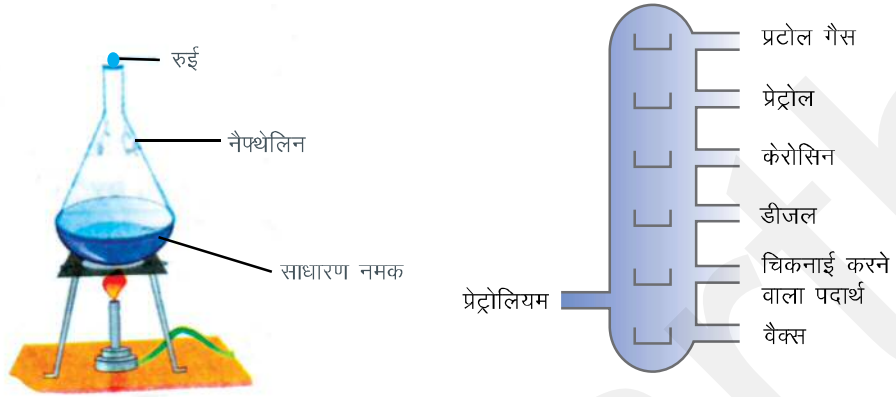 रुई
नैफ्थेलिन
साधारण नमक
प्रटोल गैस
प्रेट्रोल
केरोसिन
डीजल
चिकनाई करने
वाला पदार्थ
प्रेट्रोलियम
वैक्स